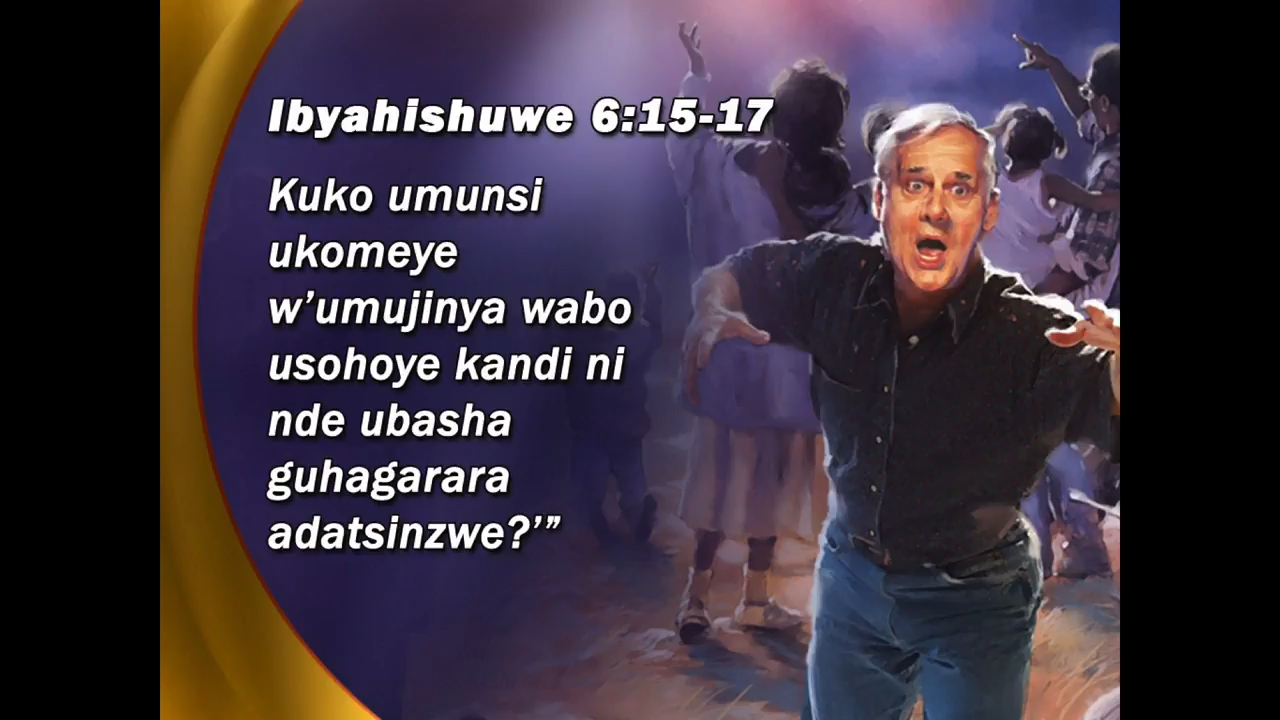 Ibyahishuwe 6:15-17
Kuko umunsi
ukomeye
w’umujinya wabo
usohoye kandi ni
nde ubasha
guhagarara
adatsinzwe?’”